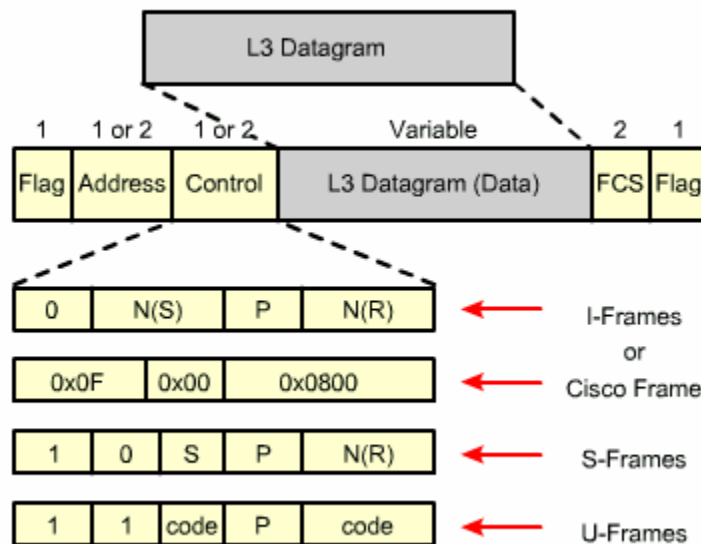 L3 Datagram
1 1 or 2 1 or 2 Variable 2 1
Flag Address Control L3 Datagram (Data) FCS Flag
0 N(S) P N(R)
I-Frames
or
Cisco Frame
0x0F 0x00 0x0800
1 0 S P N(R)
S-Frames
1 1 code P code
U-Frames